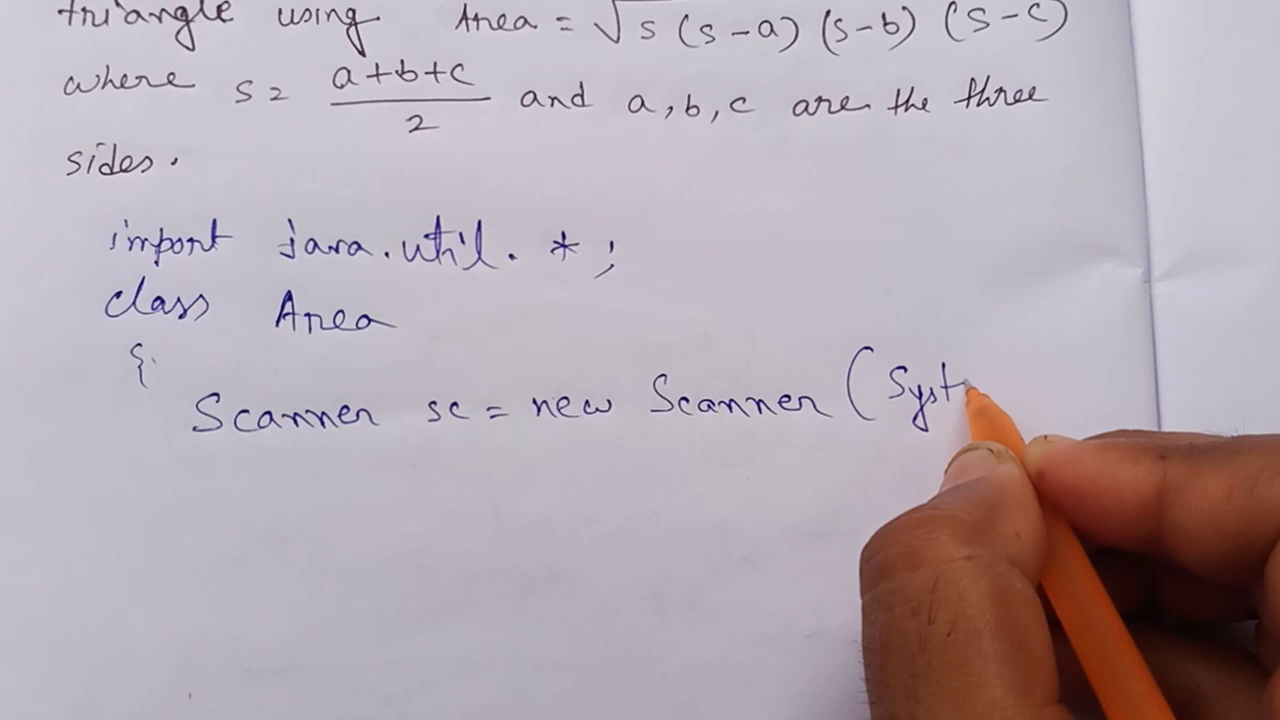 triangle using Area = √s(s-a)(s-b)(s-c)
where s = (a+b+c)/2 and a, b, c are the three
sides.
import java.util.*;
class Area
{
Scanner sc = new Scanner (Syst